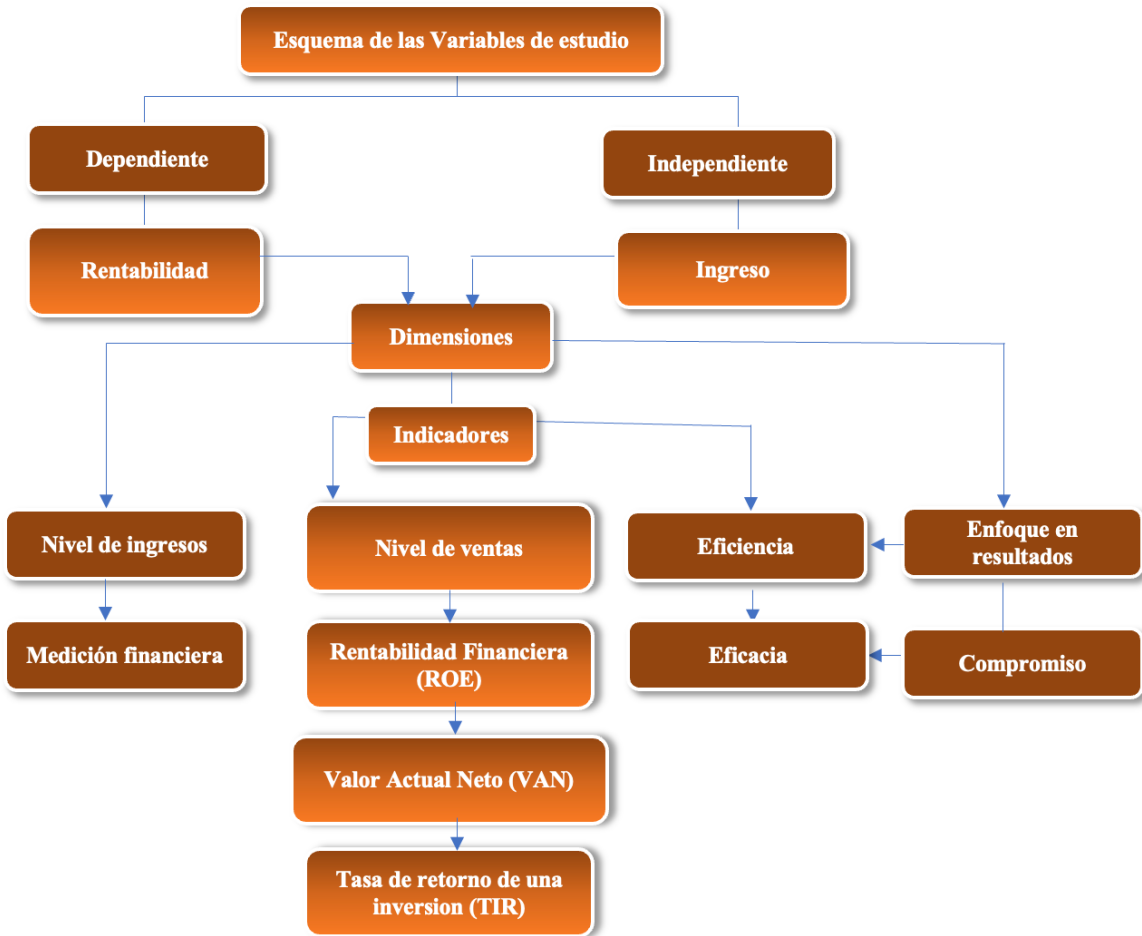 Esquema de las Variables de estudio
Dependiente
Independiente
Rentabilidad
Ingreso
Dimensiones
Indicadores
Nivel de ingresos
Nivel de ventas
Eficiencia
Enfoque en
resultados
Medición financiera
Rentabilidad Financiera
(ROE)
Eficacia
Compromiso
Valor Actual Neto (VAN)
Tasa de retorno de una
inversion (TIR)